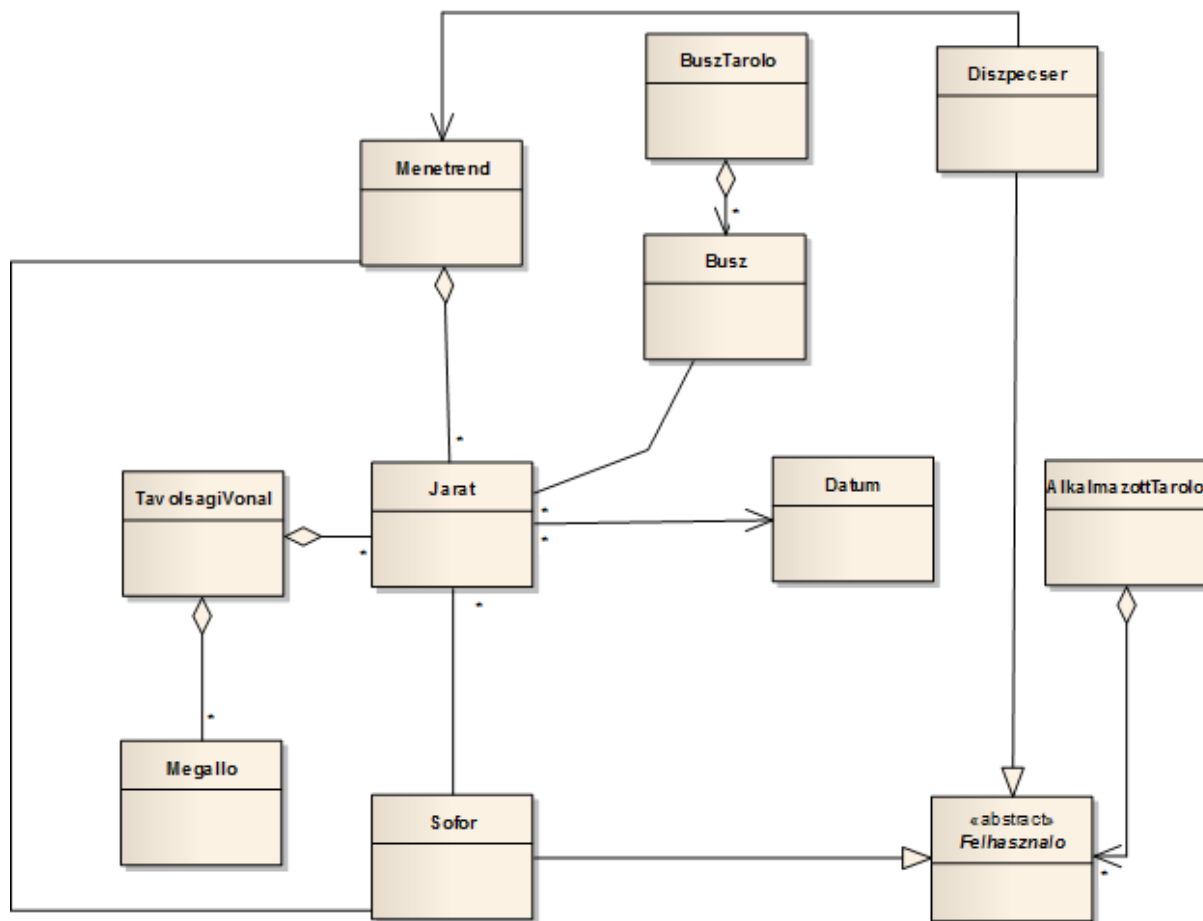 BuszTarolo
Diszpecser
Menetrend
*
Busz
*
TavolsagiVonal
Jarat
Datum
AlkalmazottTarolo
*
*
*
*
*
Megallo
Sofor
«abstract»
Felhasznalo
*